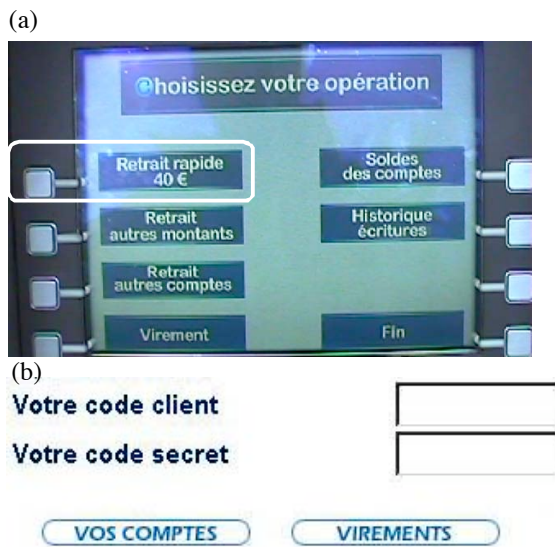 (a)
Choisissez votre opération
Retrait rapide
40 €
Soldes
des comptes
Retrait
autres montants
Historique
écritures
Retrait
autres comptes
Virement
Fin
(b)
Votre code client
Votre code secret
VOS COMPTES
VIREMENTS